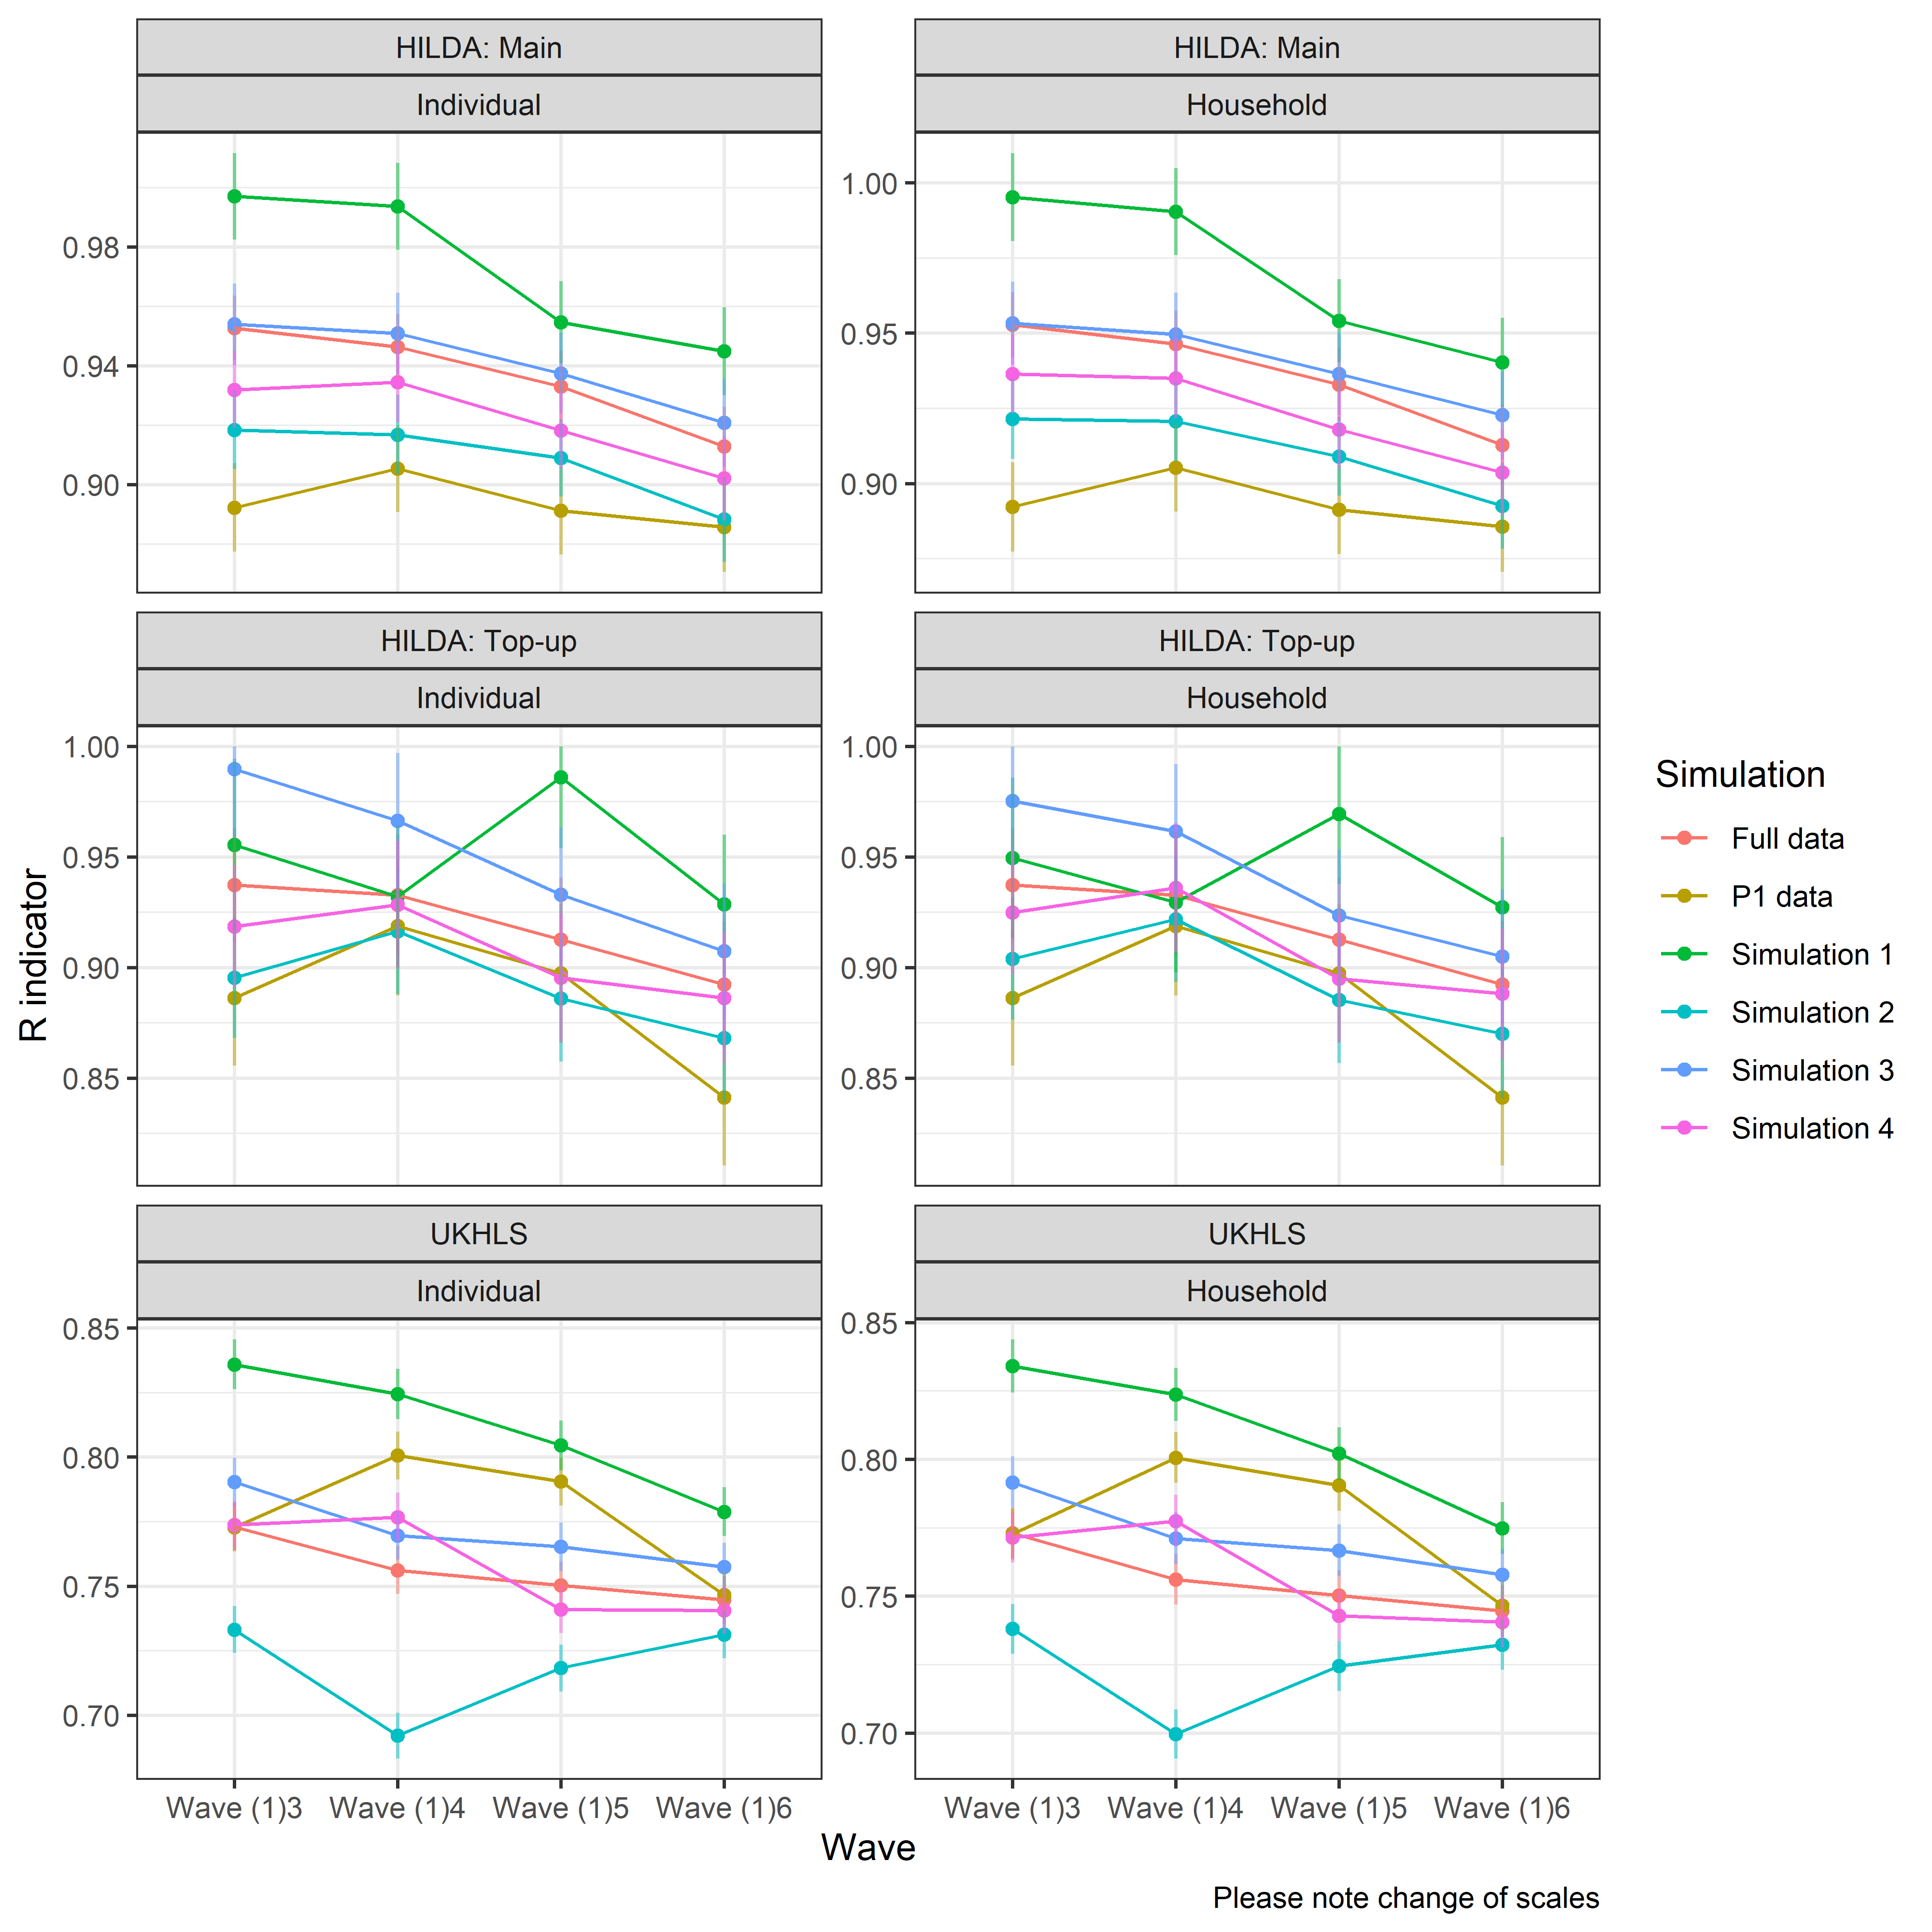 HILDA: Main
Individual
0.98
0.94
0.90
HILDA: Main
Household
1.00
0.95
0.90
HILDA: Top-up
Individual
1.00
0.95
0.90
0.85
HILDA: Top-up
Household
1.00
0.95
0.90
0.85
UKHLS
Individual
0.85
0.80
0.75
0.70
Wave (1)3 Wave (1)4 Wave (1)5 Wave (1)6
UKHLS
Household
0.85
0.80
0.75
0.70
Wave (1)3 Wave (1)4 Wave (1)5 Wave (1)6
R indicator
Wave
Simulation
Full data
P1 data
Simulation 1
Simulation 2
Simulation 3
Simulation 4
Please note change of scales